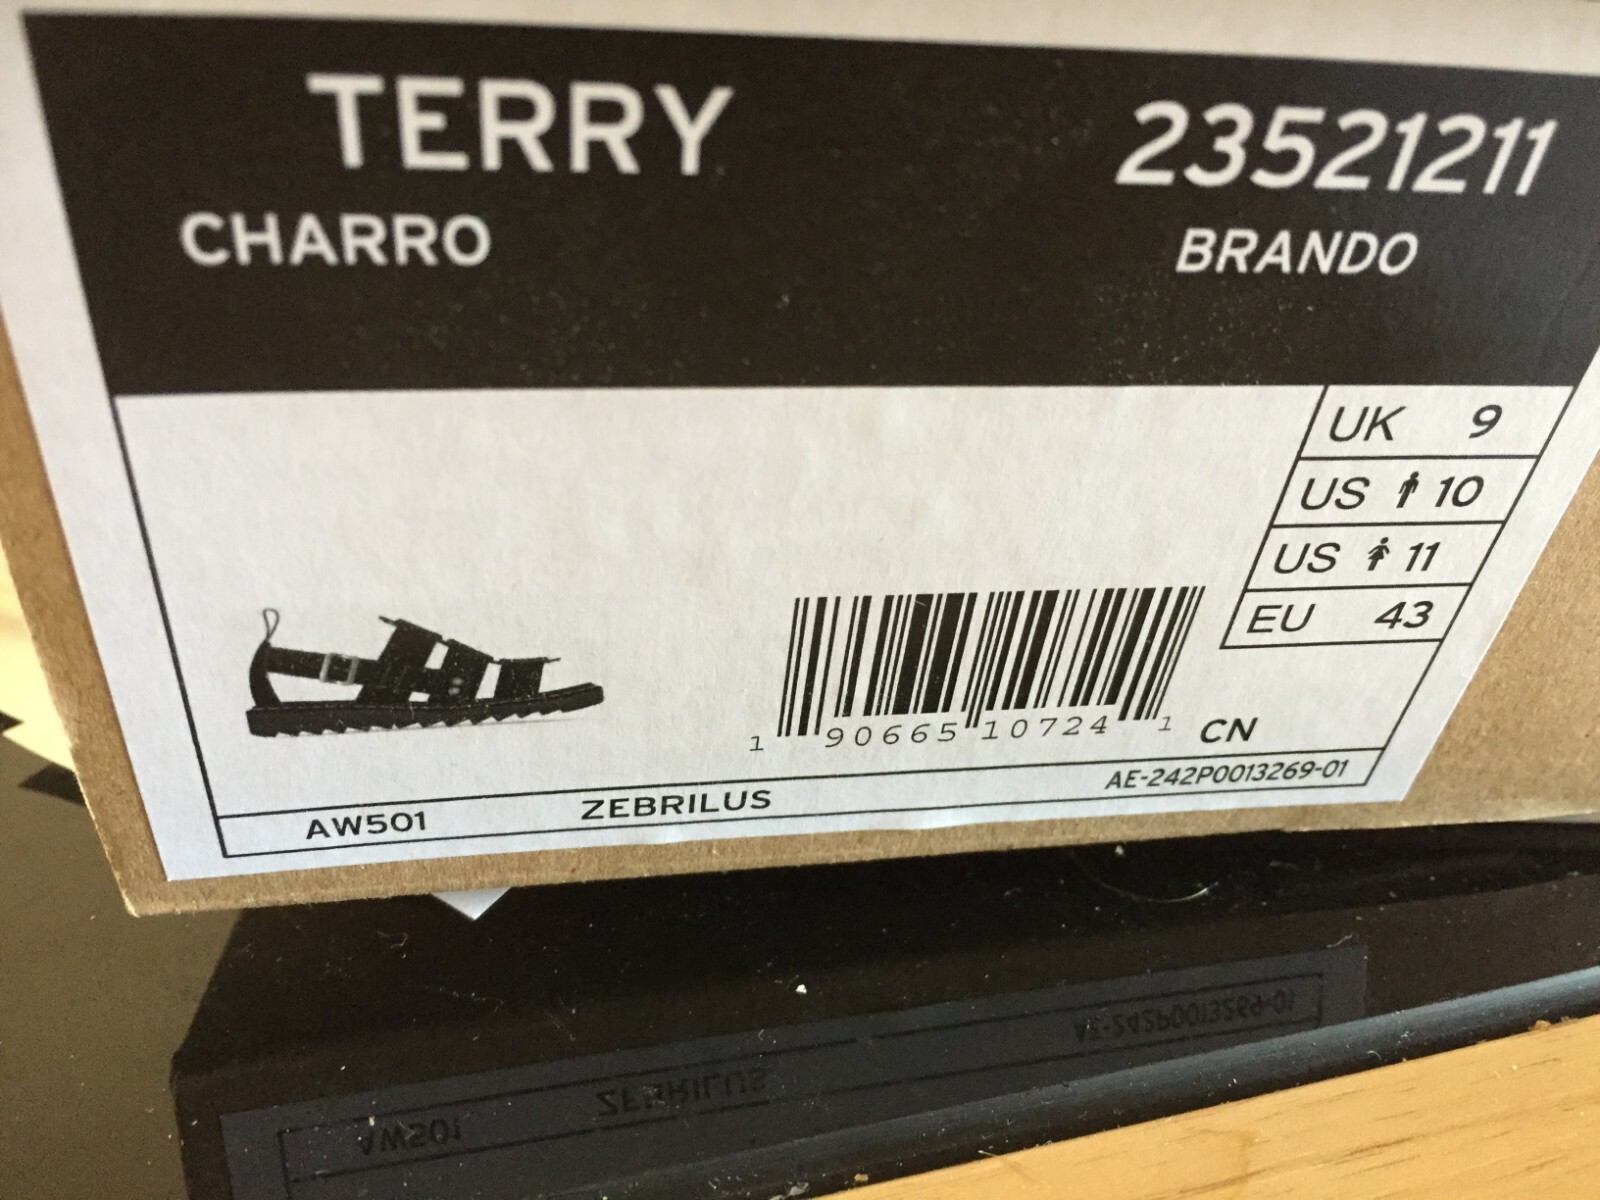 TERRY 23521211
CHARRO BRANDO
UK 9
US 10
US 11
EU 43
1 90665 10724 1 CN
AE-242P0013269-01
AW501 ZEBRILUS